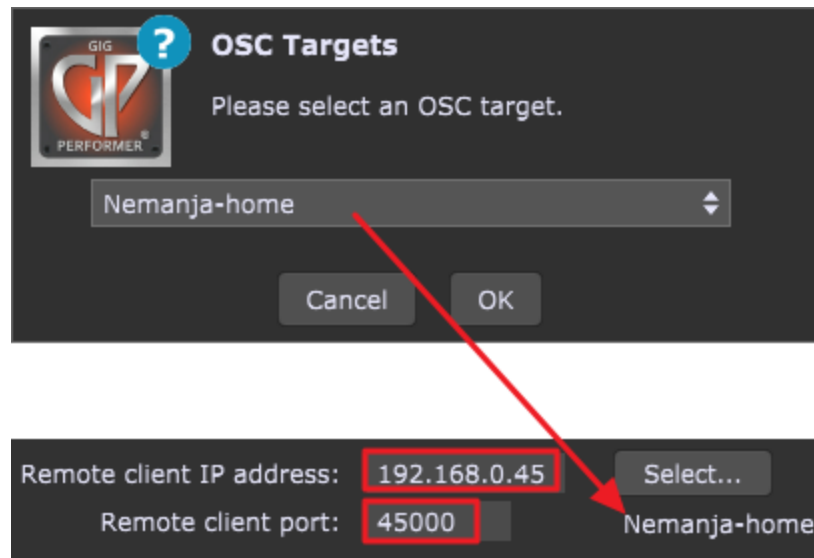 GIG
GP
PERFORMER®
?
OSC Targets
Please select an OSC target.
Nemanja-home
Cancel
OK
Remote client IP address:
192.168.0.45
Select...
Remote client port:
45000
Nemanja-home